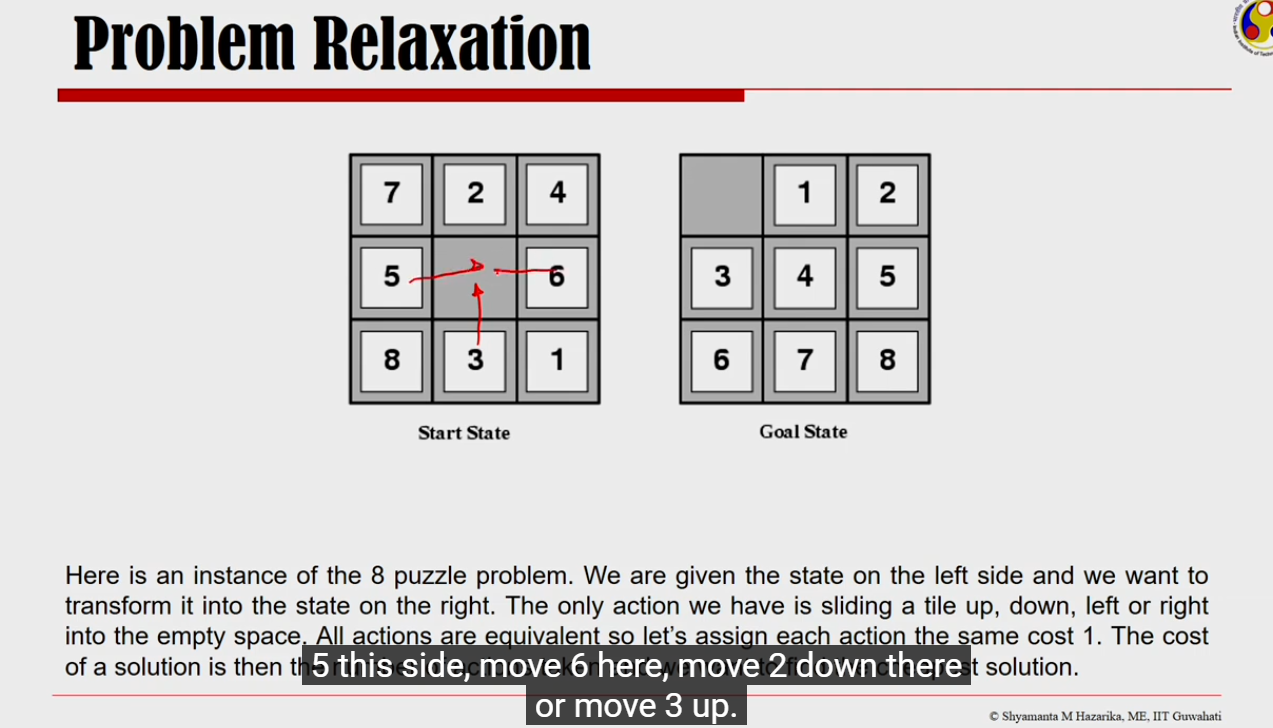 Problem Relaxation
7 2 4
5 6
8 3 1
Start State
1 2
3 4 5
6 7 8
Goal State
Here is an instance of the 8 puzzle problem. We are given the state on the left side and we want to
transform it into the state on the right. The only action we have is sliding a tile up, down, left or right
into the empty space. All actions are equivalent so let's assign each action the same cost 1. The cost
of a solution is then the solution.
5 this side, move 6 here, move 2 down there
or move 3 up.
© Shyamanta M Hazarika, ME, IIT Guwahati